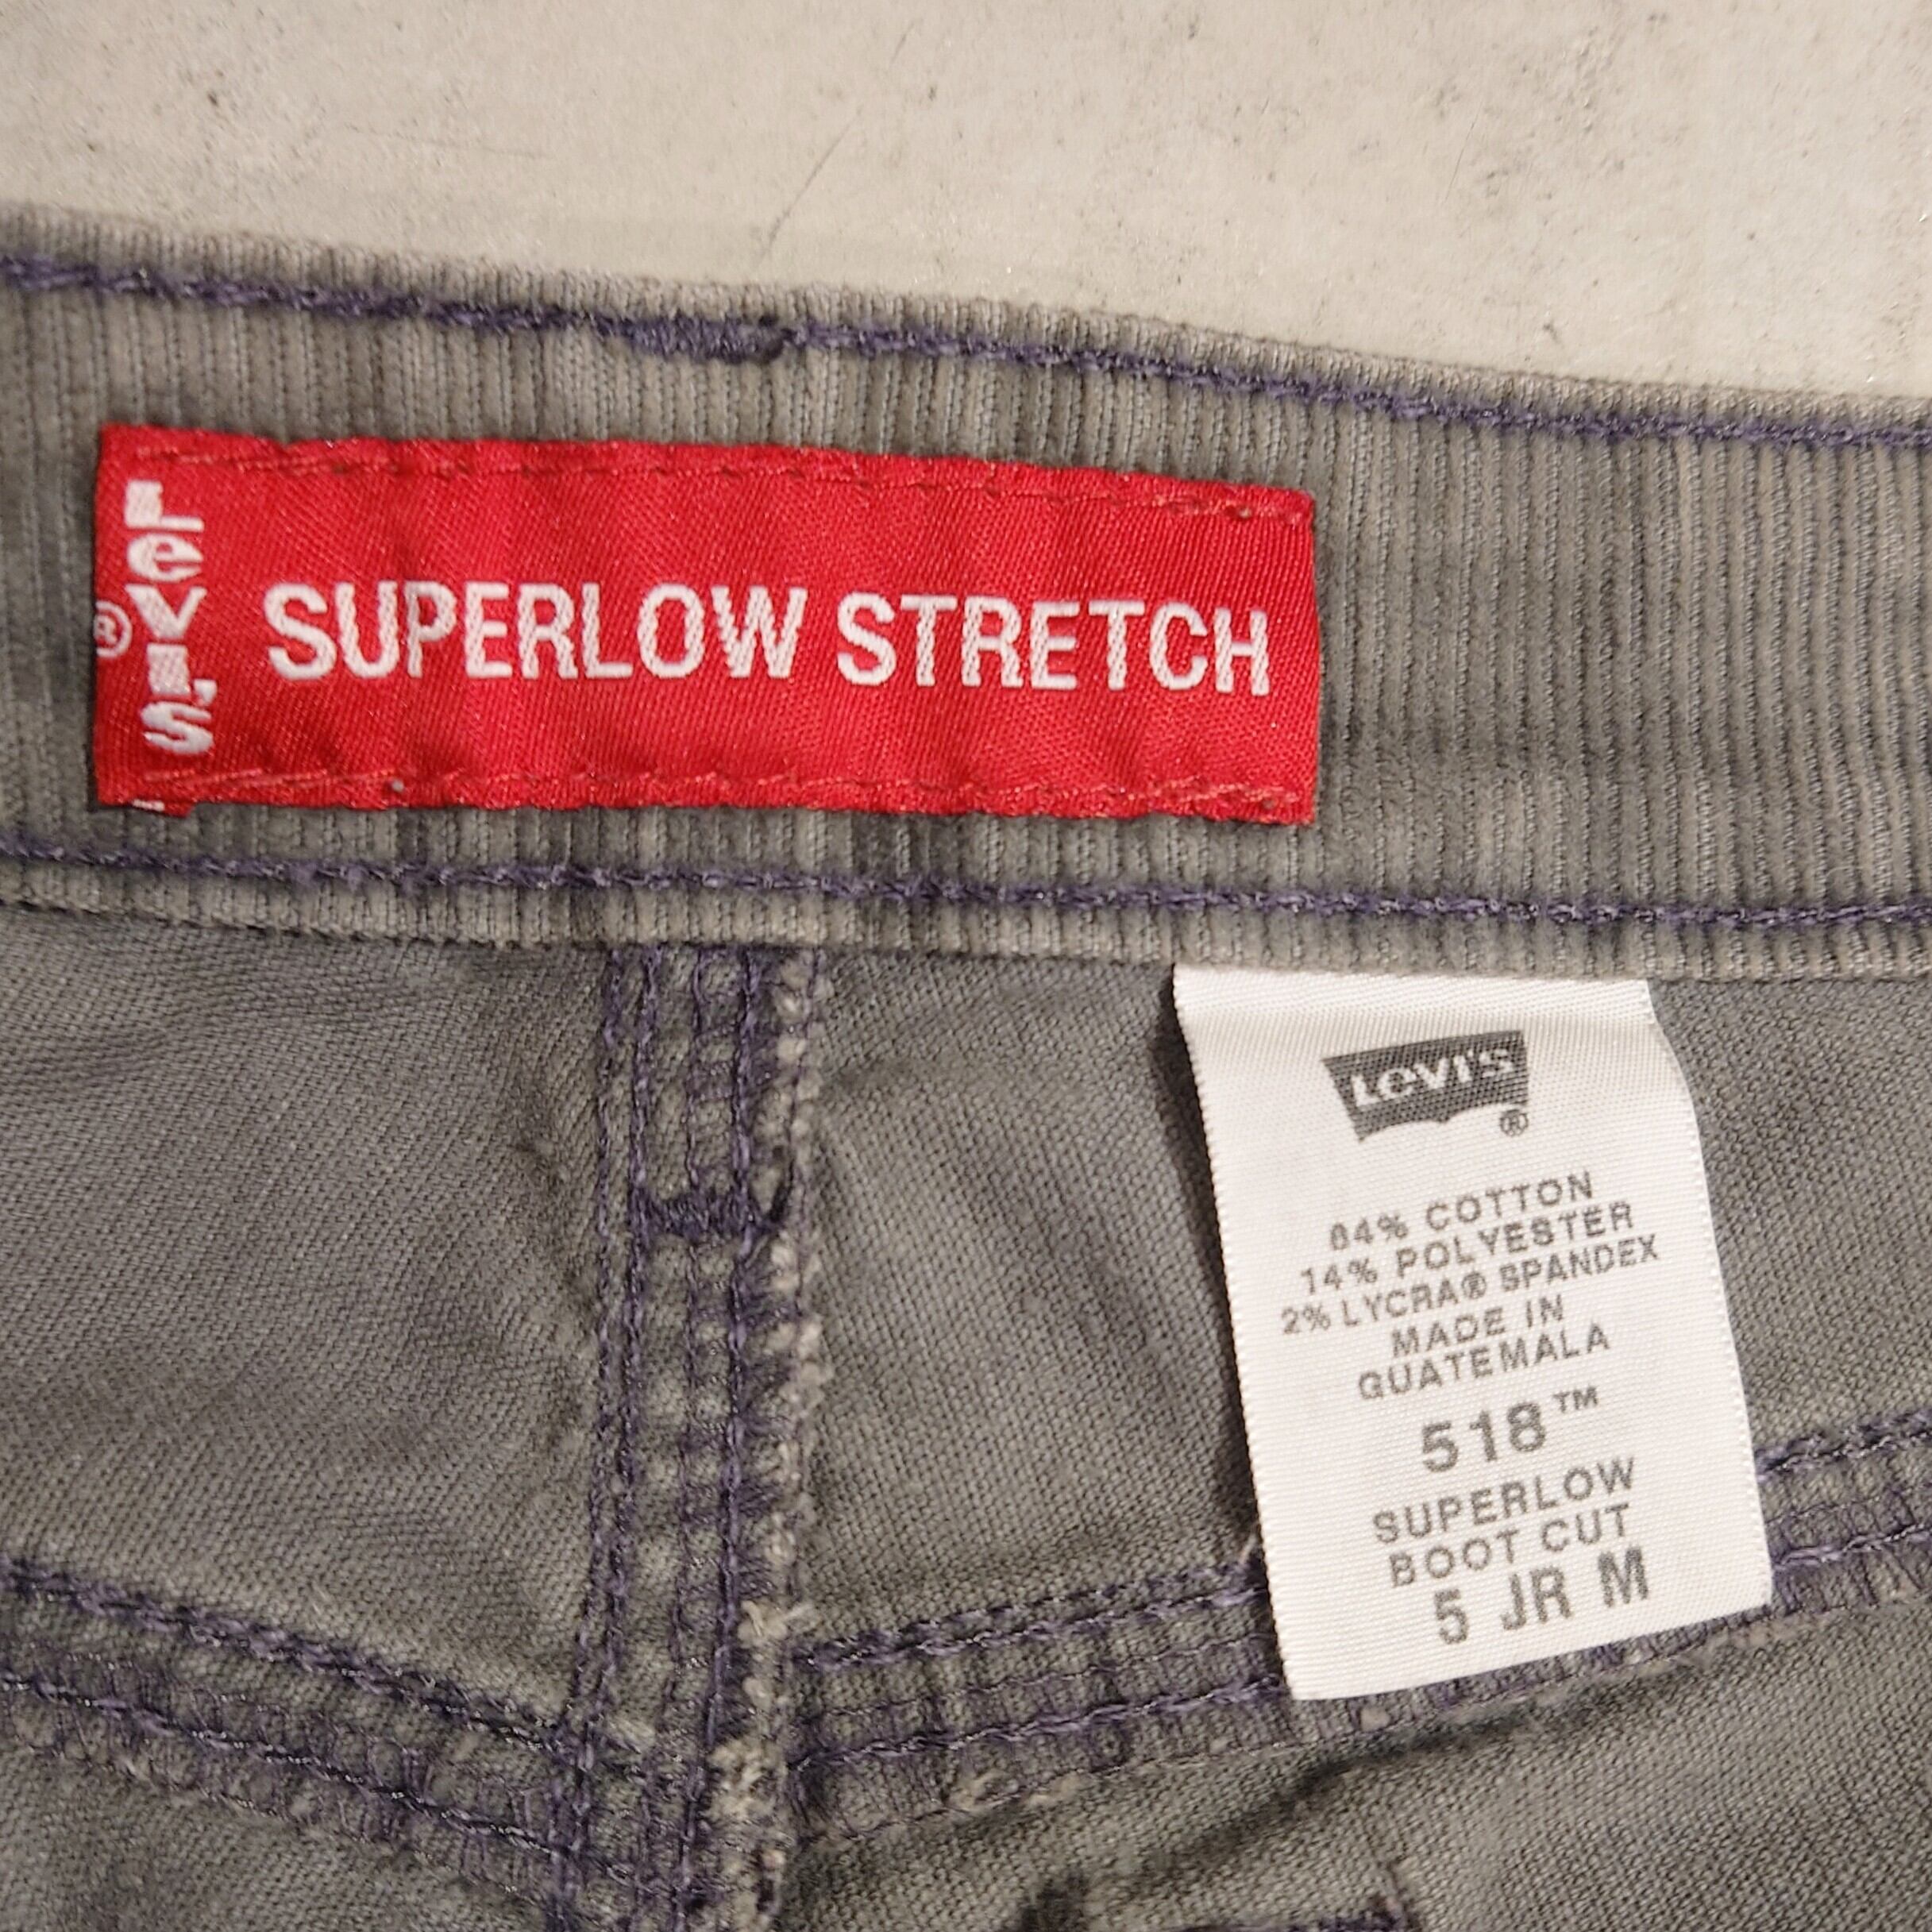 LEVI'S ®
SUPERLOW STRETCH
LEVI'S ®
84% COTTON
14% POLYESTER
2% LYCRA® SPANDEX
MADE IN
GUATEMALA
518™
SUPERLOW
BOOT CUT
5 JR M